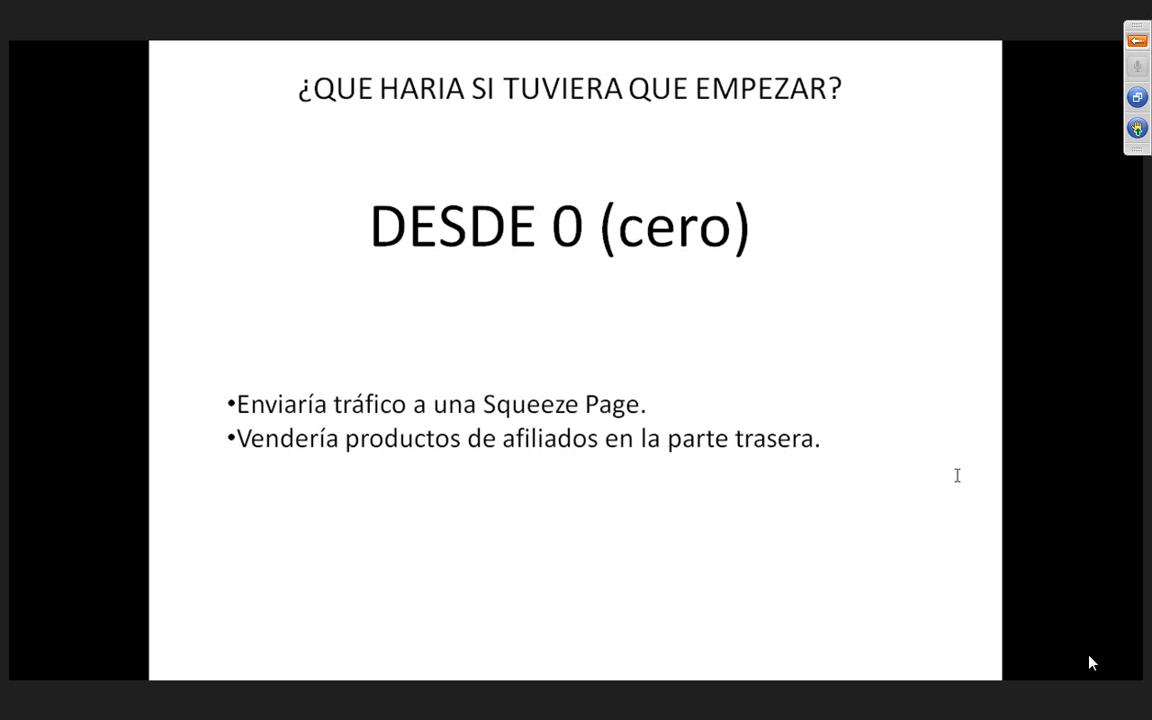 ¿QUE HARIA SI TUVIERA QUE EMPEZAR?
DESDE 0 (cero)
•Enviaría tráfico a una Squeeze Page.
•Vendería productos de afiliados en la parte trasera.